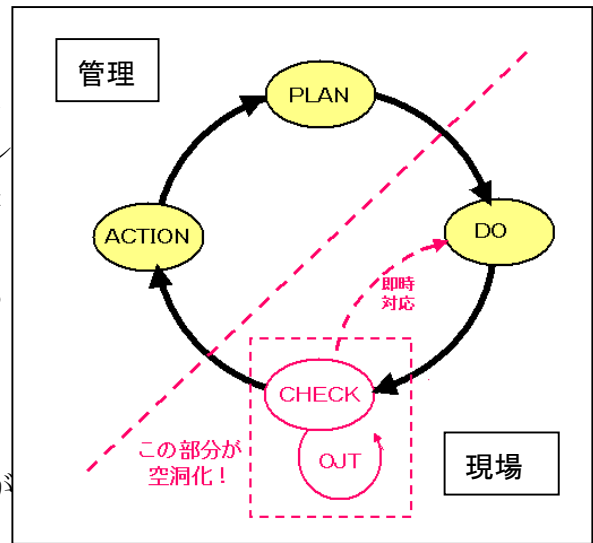 管理
PLAN
ACTION
DO
即時
対応
CHECK
この部分が
空洞化！
OJT
現場
が